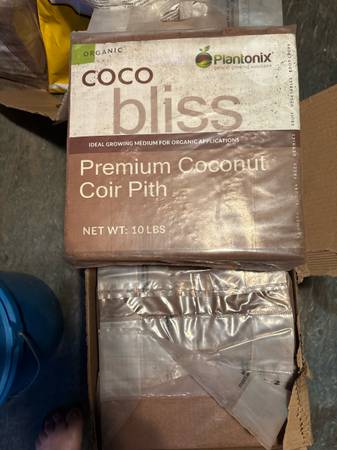 ORGANIC
Plantonix
coco
bliss
IDEAL GROWING MEDIUM FOR ORGANIC APPLICATIONS
Premium Coconut
Coir Pith
NET WT: 10 LBS